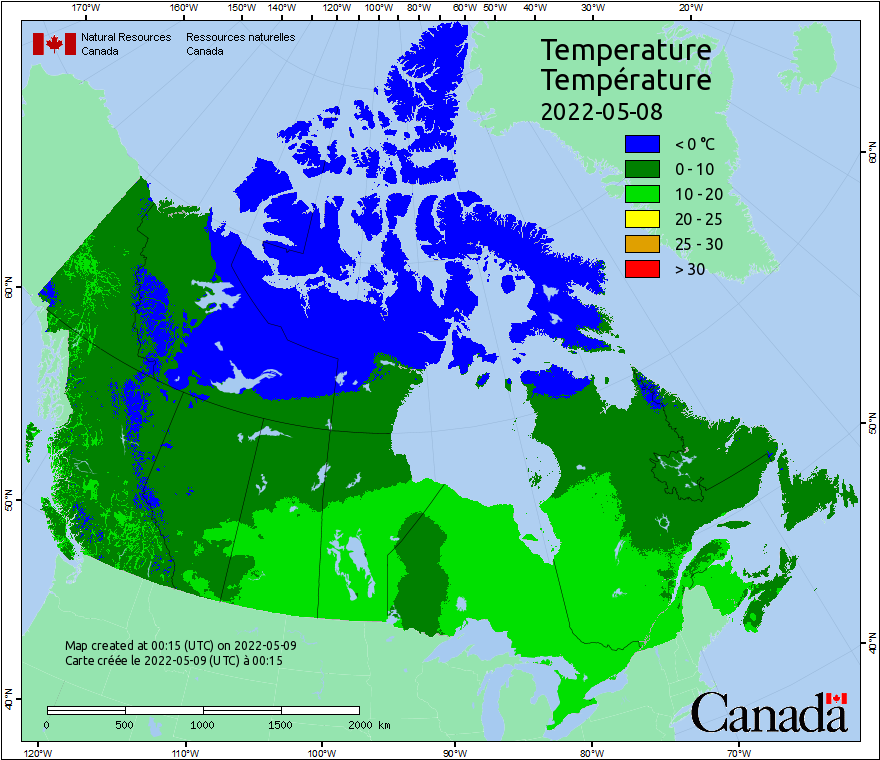 170°W 160°W 150°W 140°W 130°W 120°W 110°W 100°W 90°W 80°W 70°W 60°W 50°W 40°W 30°W 20°W
Natural Resources Ressources naturelles
Canada Canada
Temperature
Température
2022-05-08
< 0 °C
0 - 10
10 - 20
20 - 25
25 - 30
> 30
60°N
60°N
50°N
50°N
40°N
40°N
Map created at 00:15 (UTC) on 2022-05-09
Carte créée le 2022-05-09 (UTC) à 00:15
0 500 1000 1500 2000 km
Canada
120°W 110°W 100°W 90°W 80°W 70°W